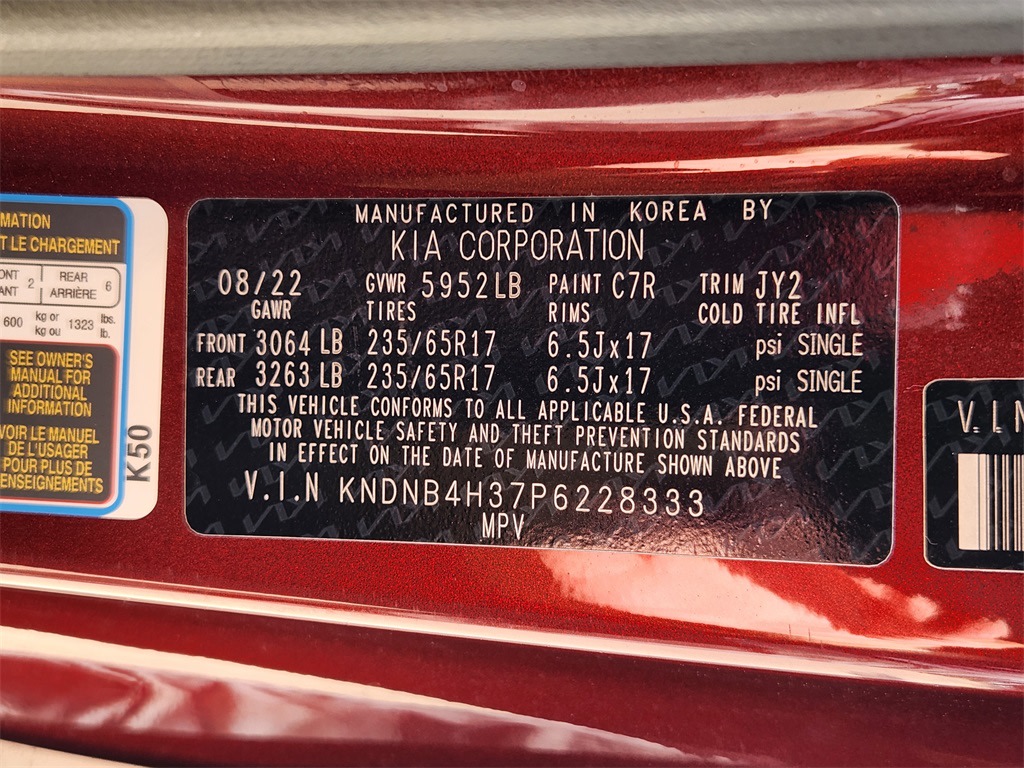 MATION
T LE CHARGEMENT
ONT 2 REAR 6
ANT ARRIÈRE
600 kg or 1323 lbs.
kg ou lb.
SEE OWNER'S
MANUAL FOR
ADDITIONAL
INFORMATION
VOIR LE MANUEL
DE L'USAGER
POUR PLUS DE
ENSEIGNEMENTS
K50
MANUFACTURED IN KOREA BY
KIA CORPORATION
08/22 GVWR 5952LB PAINT C7R TRIM JY2
GAWR TIRES RIMS COLD TIRE INFL
FRONT 3064 LB 235/65R17 6.5Jx17 psi SINGLE
REAR 3263 LB 235/65R17 6.5Jx17 psi SINGLE
THIS VEHICLE CONFORMS TO ALL APPLICABLE U.S.A. FEDERAL
MOTOR VEHICLE SAFETY AND THEFT PREVENTION STANDARDS
IN EFFECT ON THE DATE OF MANUFACTURE SHOWN ABOVE
V.I.N KNDNB4H37P6228333
MPV
V.I.N